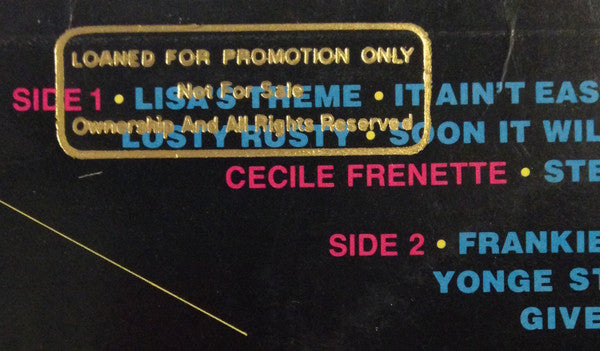 LOANED FOR PROMOTION ONLY
Not For Sale
Ownership And All Rights Reserved
SIDE 1 • LISA'S THEME • IT AIN'T EAS
LUSTY RUSTY • SOON IT WIL
CECILE FRENETTE • STE
SIDE 2 • FRANKIE
YONGE ST
GIVE